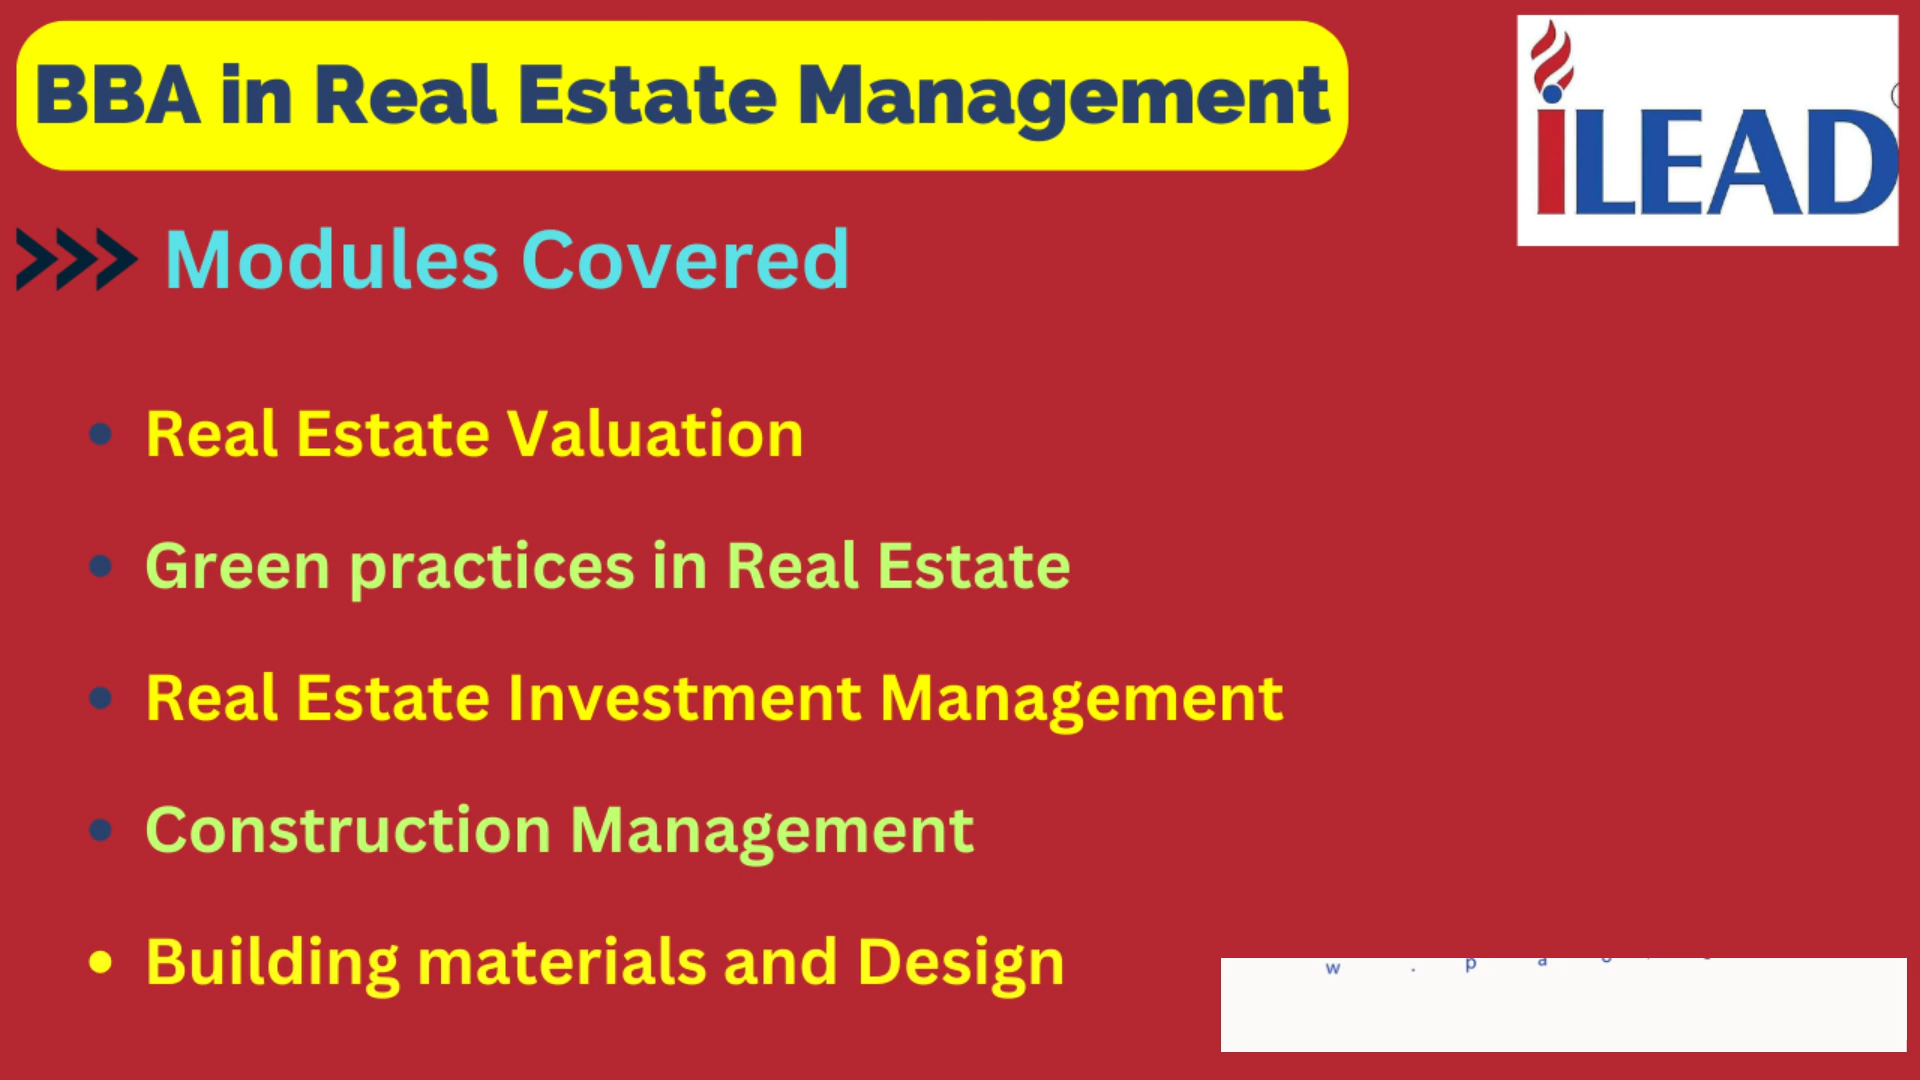 BBA in Real Estate Management
iLEAD
Modules Covered
• Real Estate Valuation
• Green practices in Real Estate
• Real Estate Investment Management
• Construction Management
• Building materials and Design